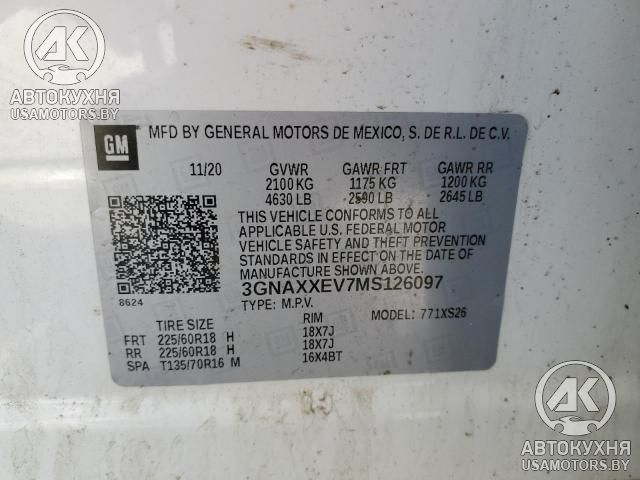 АК
АВТОКУХНЯ
USAMOTORS.BY
GM
MFD BY GENERAL MOTORS DE MEXICO, S. DE R.L. DE C.V.
11/20 GVWR GAWR FRT GAWR RR
2100 KG 1175 KG 1200 KG
4630 LB 2590 LB 2645 LB
THIS VEHICLE CONFORMS TO ALL
APPLICABLE U.S. FEDERAL MOTOR
VEHICLE SAFETY AND THEFT PREVENTION
STANDARDS IN EFFECT ON THE DATE OF
MANUFACTURE SHOWN ABOVE.
3GNAXXEV7MS126097
8624
TYPE: M.P.V. MODEL: 771XS26
TIRE SIZE RIM
FRT 225/60R18 H 18X7J
RR 225/60R18 H 18X7J
SPA T135/70R16 M 16X4BT
АК
АВТОКУХНЯ
USAMOTORS.BY